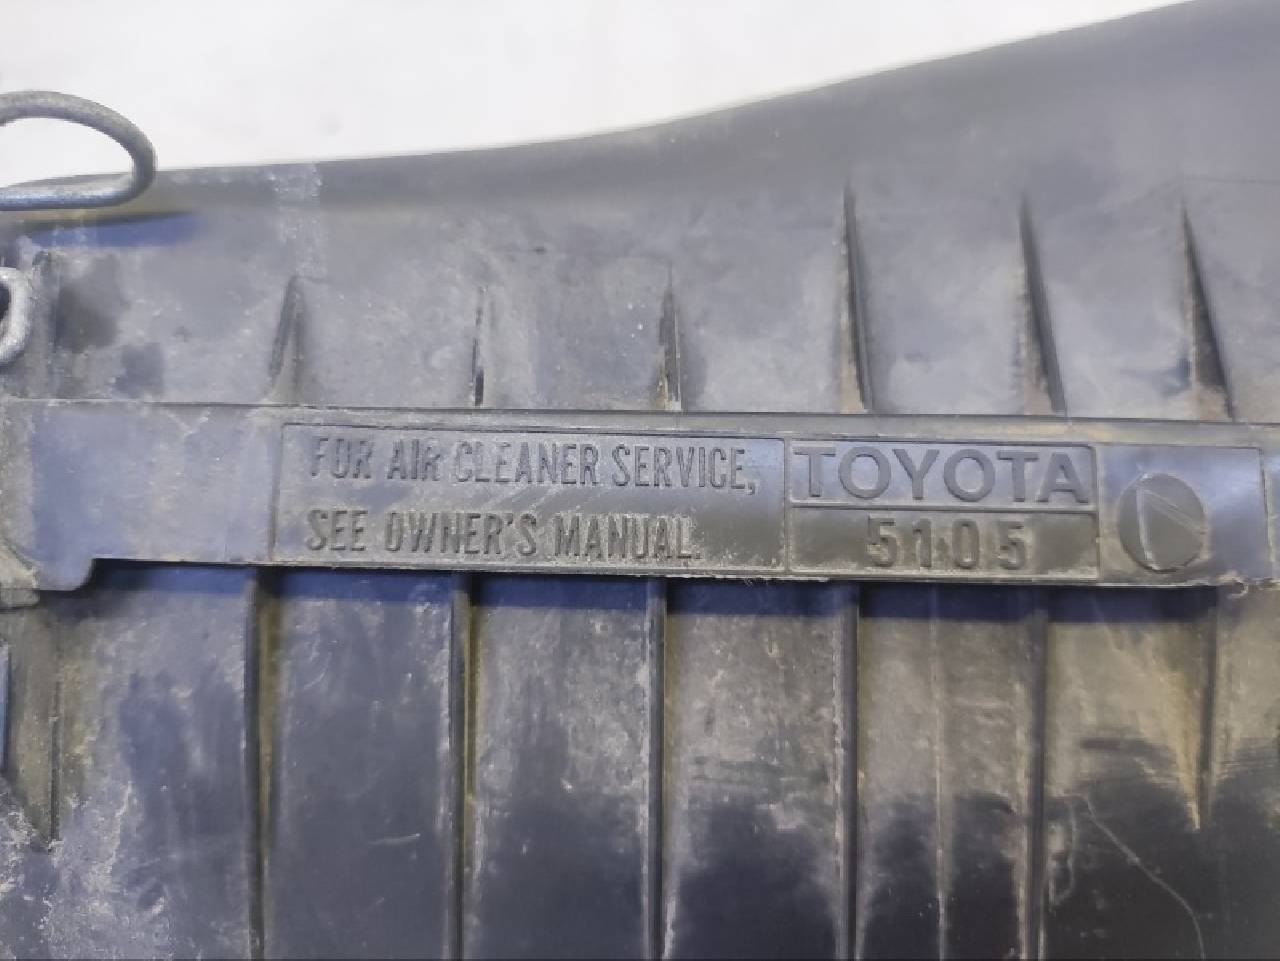 FOR AIR CLEANER SERVICE,
SEE OWNER'S MANUAL.
TOYOTA
5105